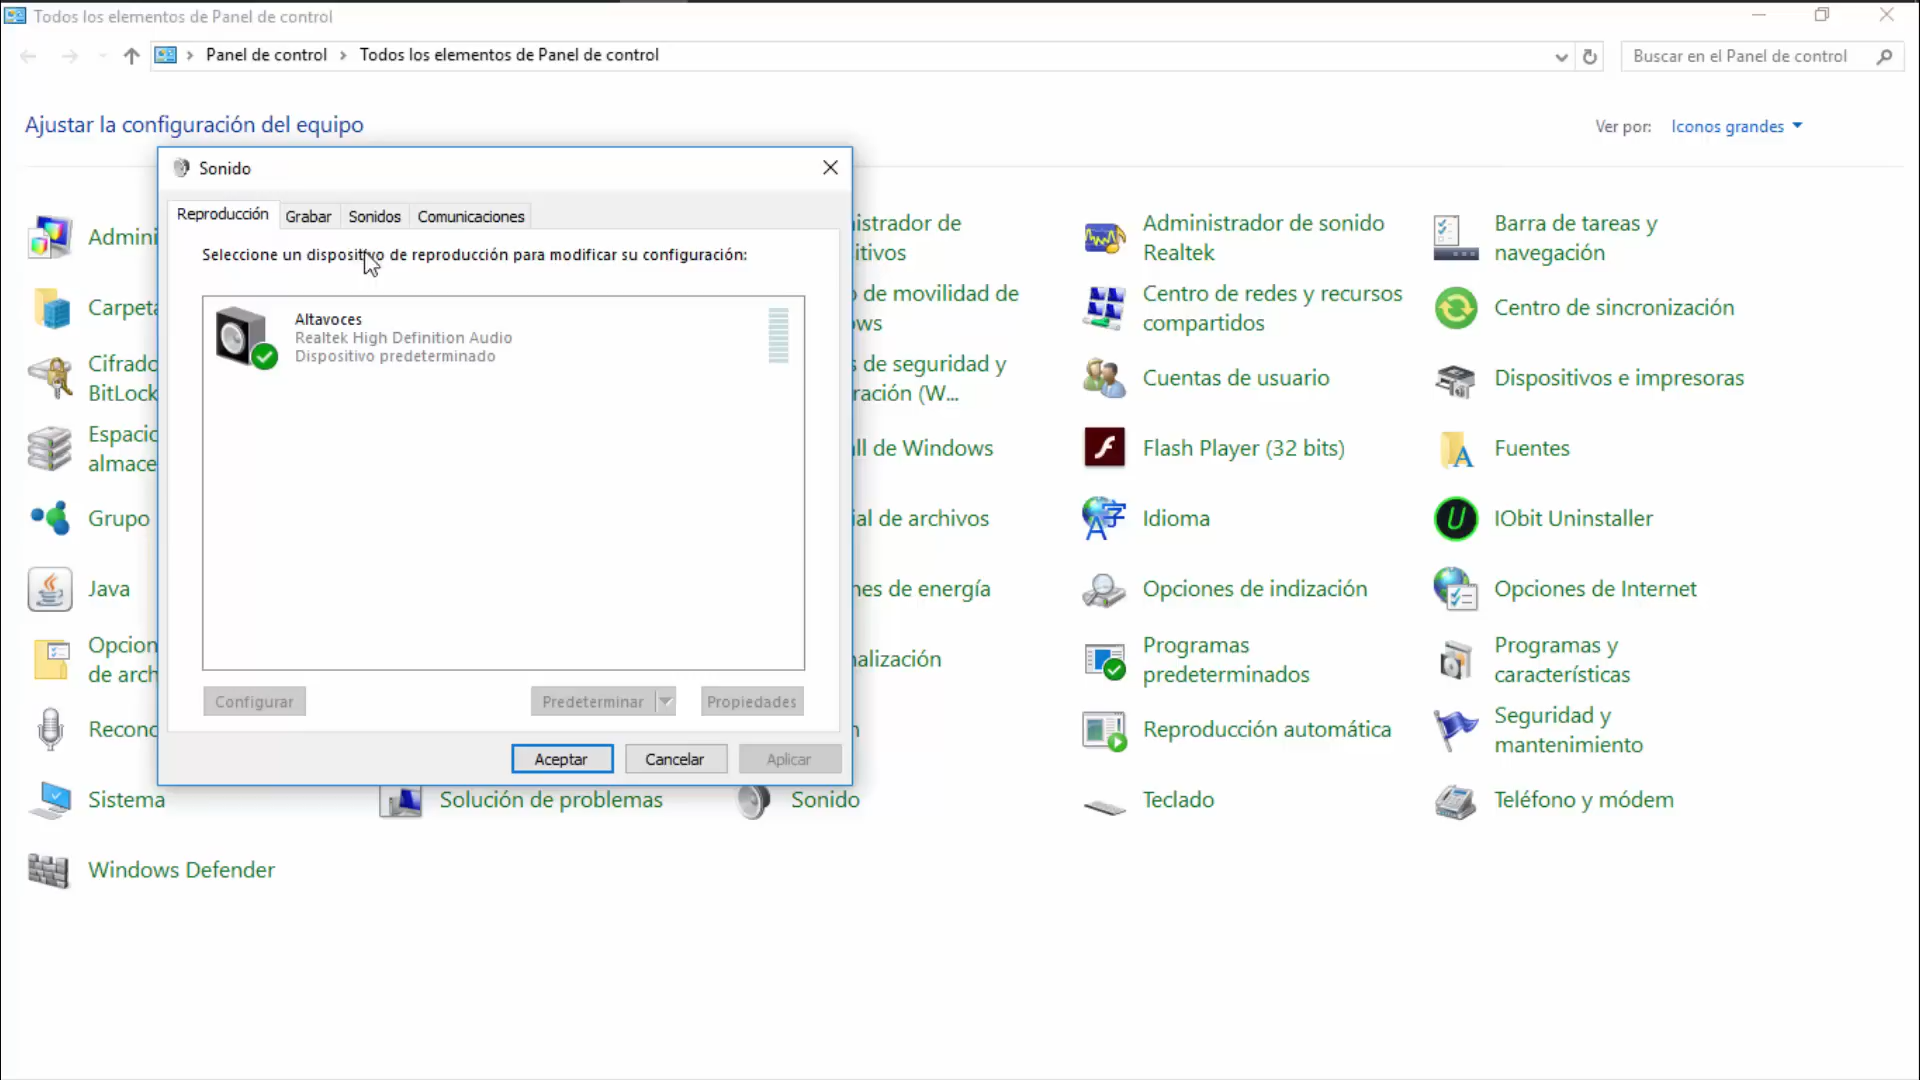 Todos los elementos de Panel de control
Panel de control
Todos los elementos de Panel de control
Buscar en el Panel de control
Ajustar la configuración del equipo
Ver por:
Iconos grandes
Sonido
Reproducción
Grabar
Sonidos
Comunicaciones
Seleccione un dispositivo de reproducción para modificar su configuración:
Altavoces
Realtek High Definition Audio
Dispositivo predeterminado
Configurar
Predeterminar
Propiedades
Aceptar
Cancelar
Aplicar
Admini
istrador de
itivos
Administrador de sonido
Realtek
Barra de tareas y
navegación
Carpeta
o de movilidad de
ows
Centro de redes y recursos
compartidos
Centro de sincronización
Cifrado
BitLock
s de seguridad y
ración (W...
Cuentas de usuario
Dispositivos e impresoras
Espacio
almace
ll de Windows
Flash Player (32 bits)
Fuentes
Grupo
ial de archivos
Idioma
IObit Uninstaller
Java
nes de energía
Opciones de indización
Opciones de Internet
Opcion
de arch
nalización
Programas
predeterminados
Programas y
características
Recono
n
Reproducción automática
Seguridad y
mantenimiento
Sistema
Solución de problemas
Sonido
Teclado
Teléfono y módem
Windows Defender